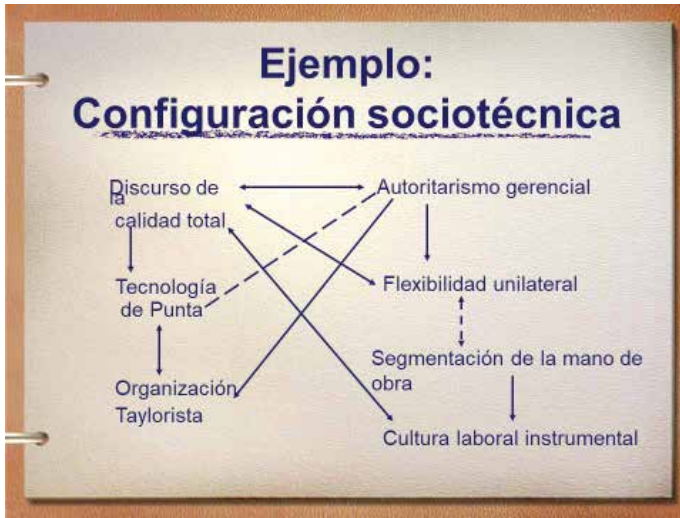 Ejemplo:
Configuración sociotécnica
Discurso de
la
calidad total
Autoritarismo gerencial
Tecnología
de Punta
Flexibilidad unilateral
Segmentación de la mano de
obra
Organización
Taylorista
Cultura laboral instrumental